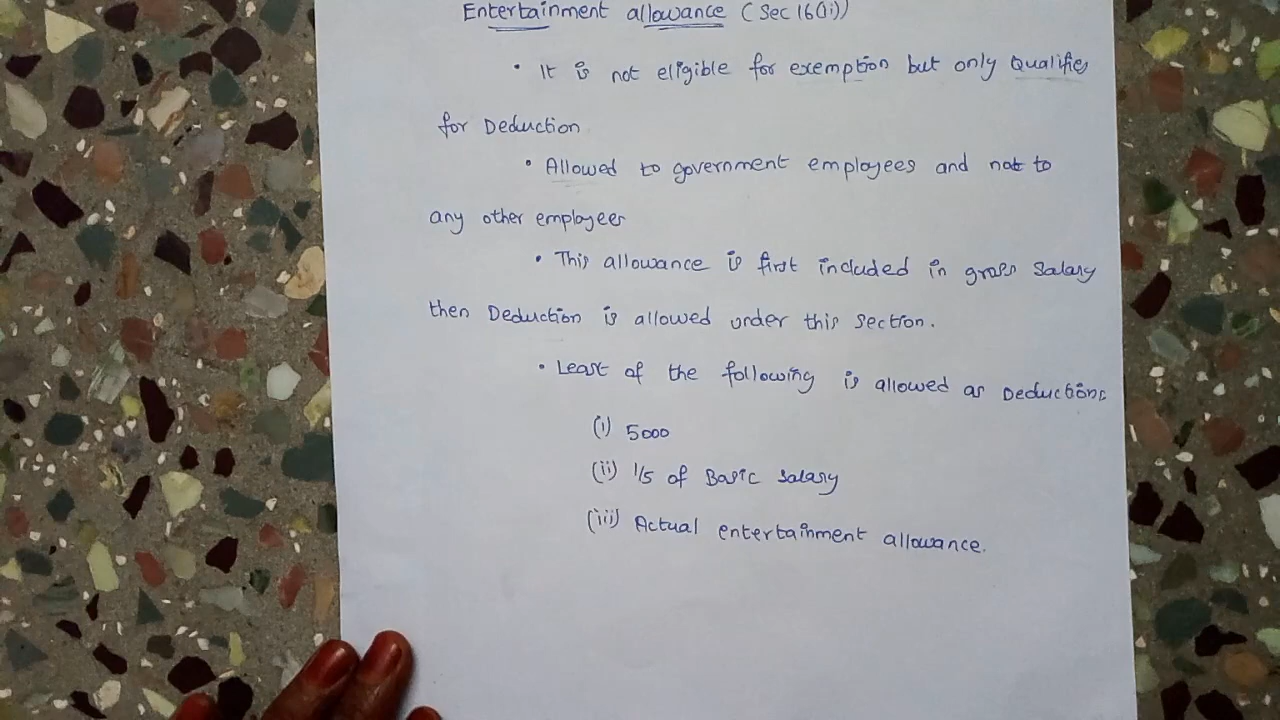 Entertainment allowance (Sec 16(ii))
• It is not eligible for exemption but only Qualifies
for Deduction
• Allowed to government employees and not to
any other employees
• This allowance is first included in gross salary
then Deduction is allowed under this section.
• Least of the following is allowed as Deductions
(i) 5000
(ii) 1/5 of Basic salary
(iii) Actual entertainment allowance.